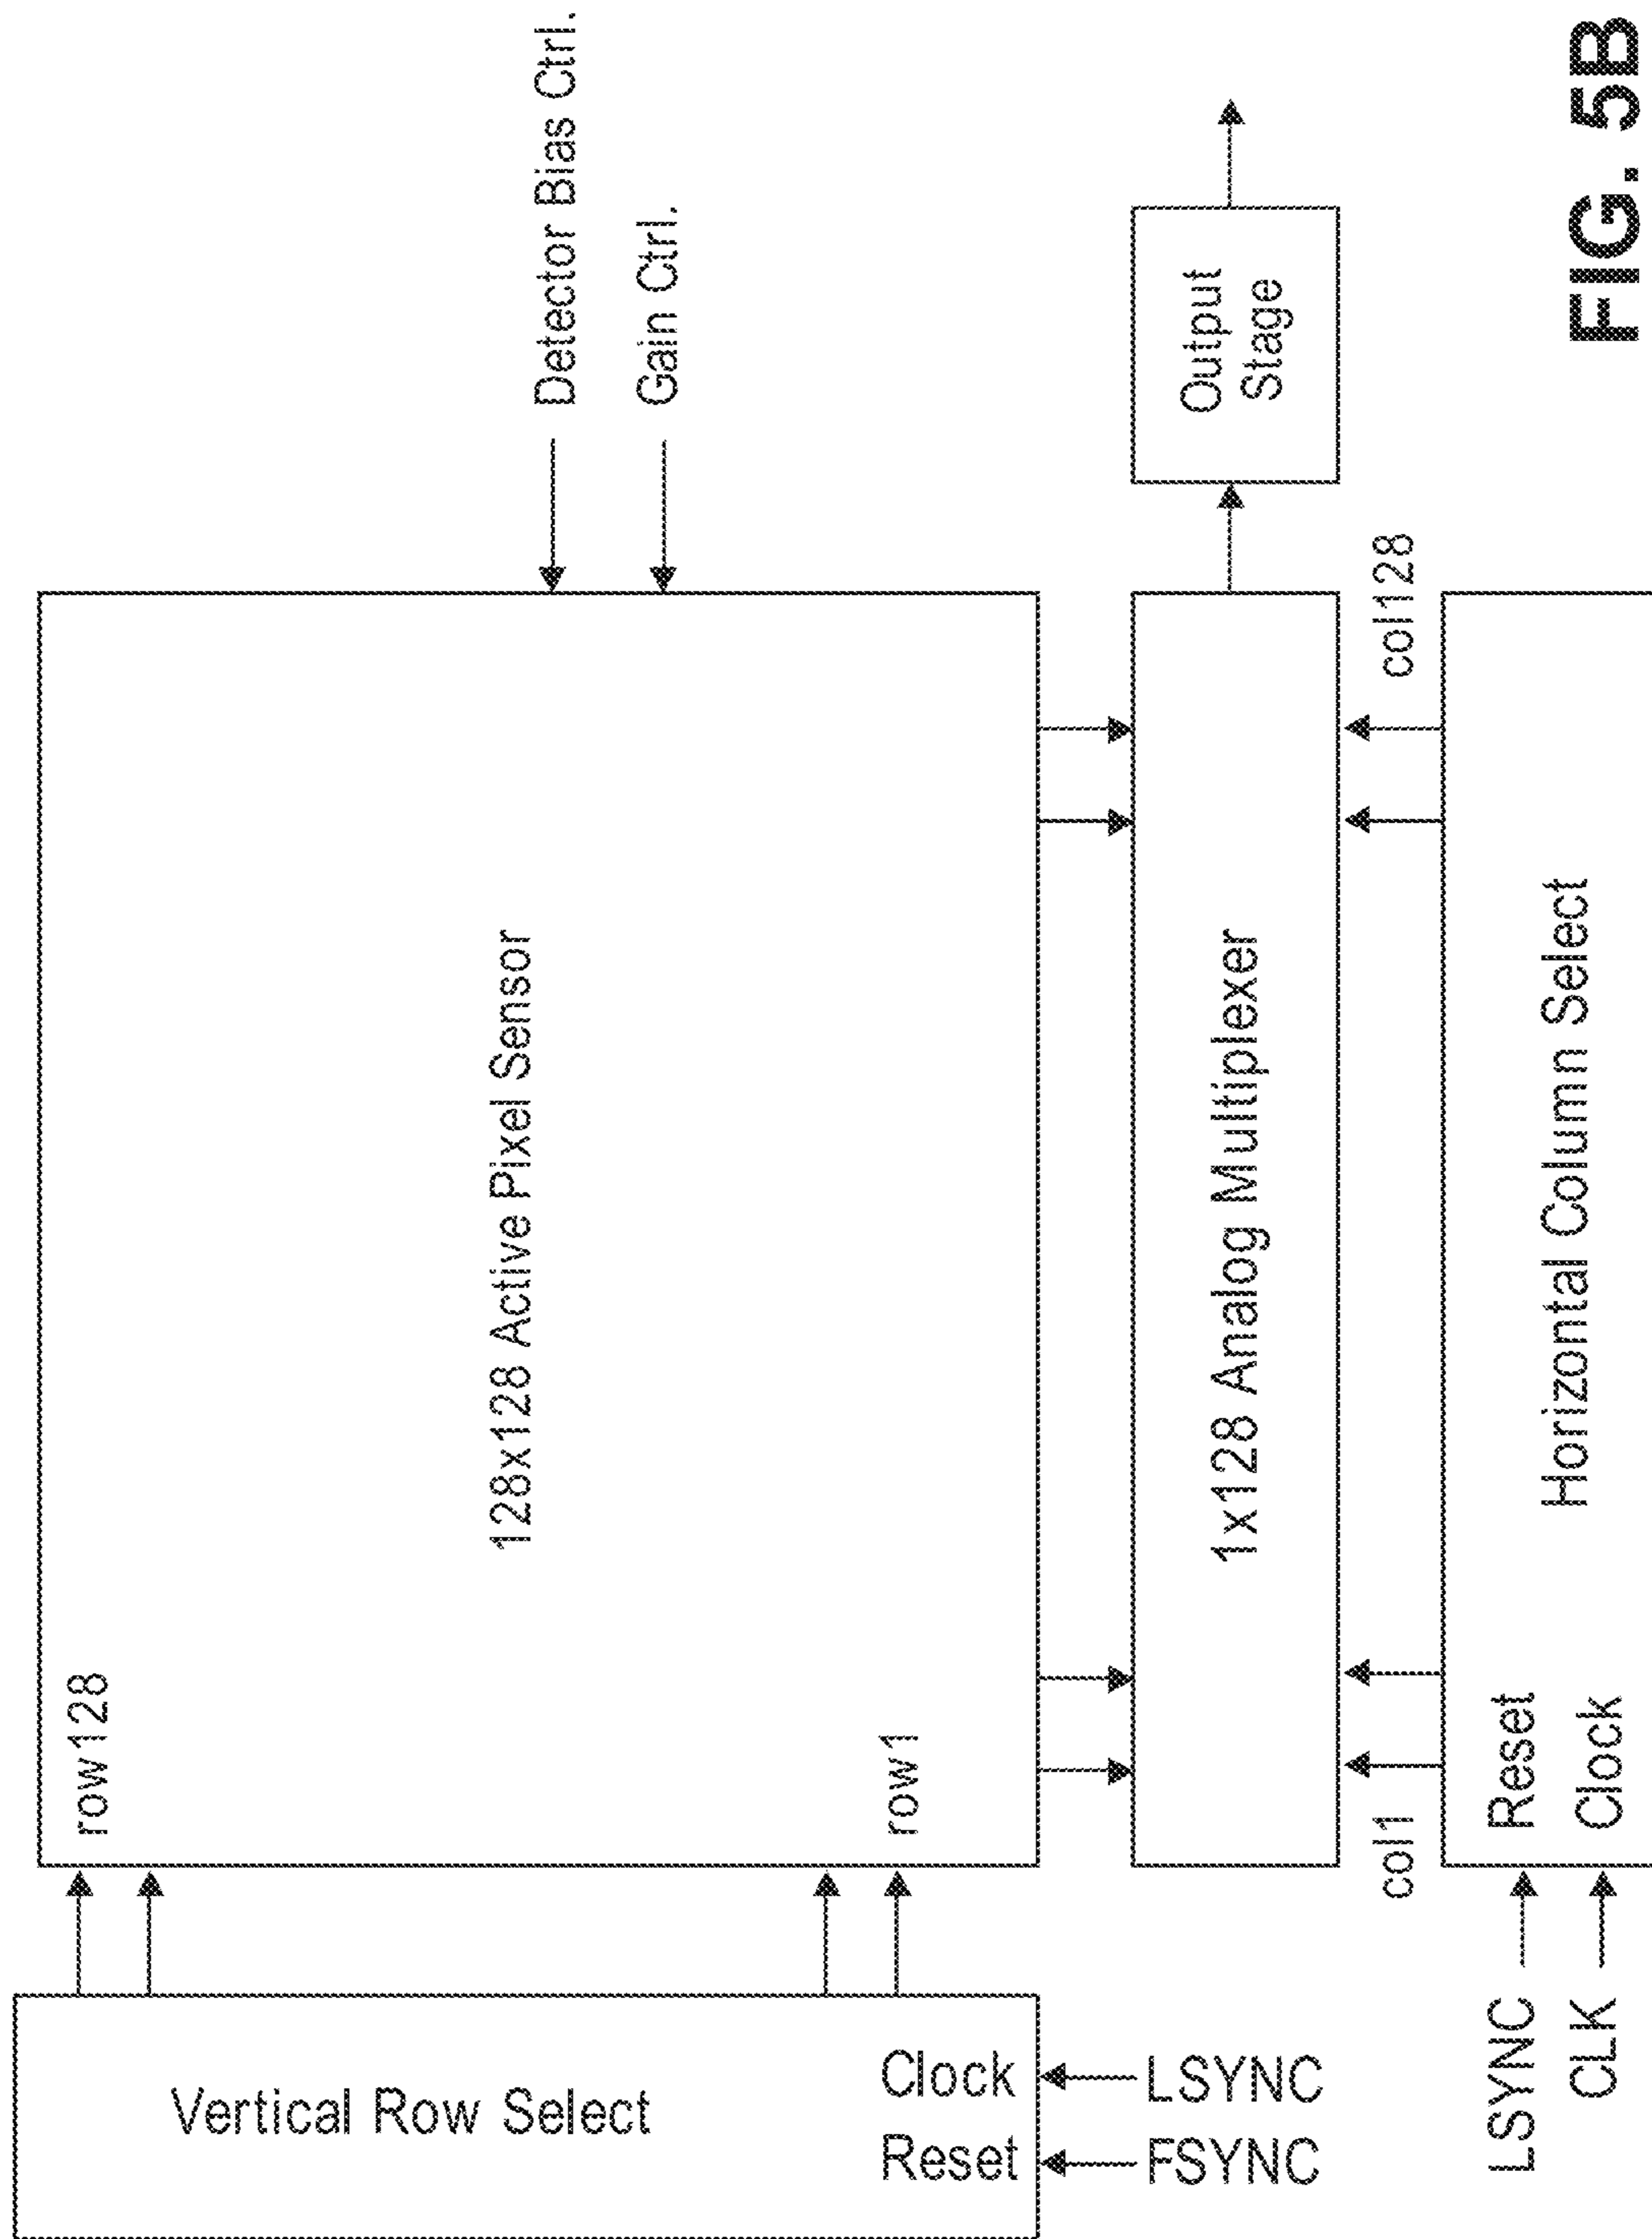 Detector Bias Ctrl.
Gain Ctrl.
row128
128x128 Active Pixel Sensor
row1
Vertical Row Select
Clock
Reset
LSYNC
FSYNC
1x128 Analog Multiplexer
Output
Stage
col1
col128
LSYNC
CLK
Reset
Clock
Horizontal Column Select
FIG. 5B